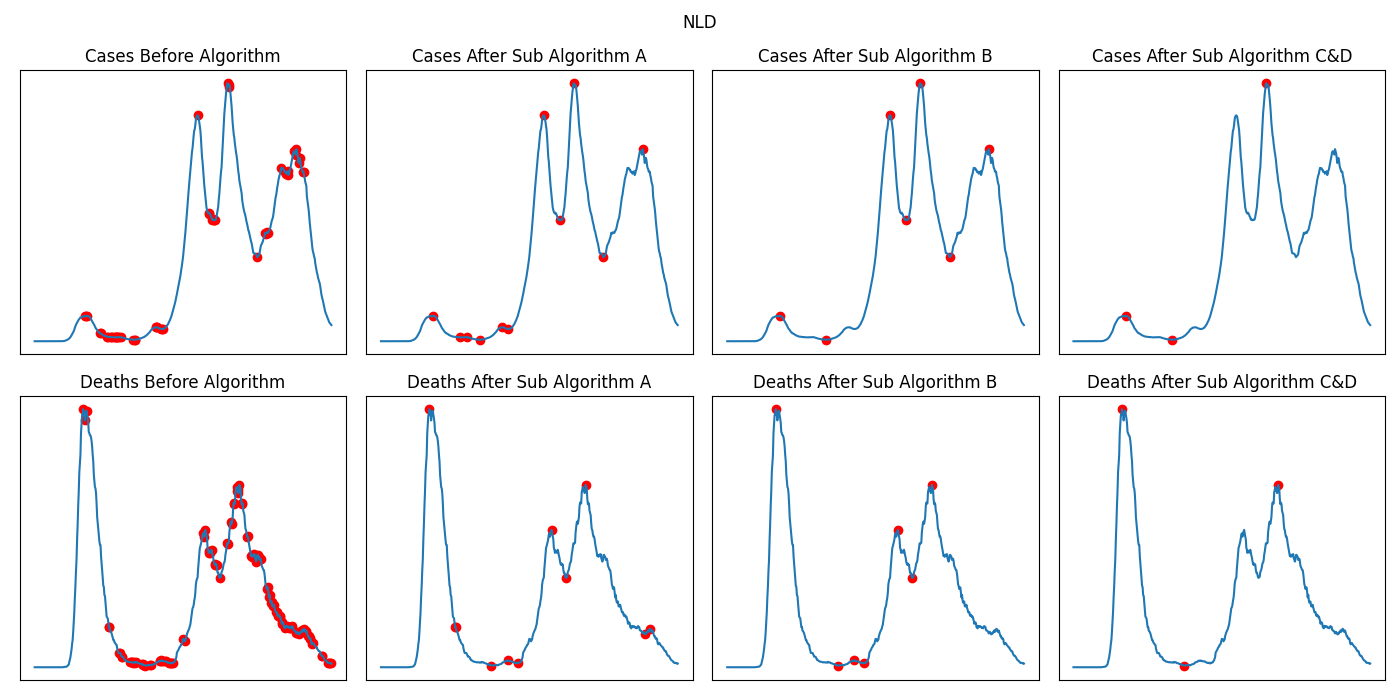 NLD
Cases Before Algorithm
Cases After Sub Algorithm A
Cases After Sub Algorithm B
Cases After Sub Algorithm C&D
Deaths Before Algorithm
Deaths After Sub Algorithm A
Deaths After Sub Algorithm B
Deaths After Sub Algorithm C&D